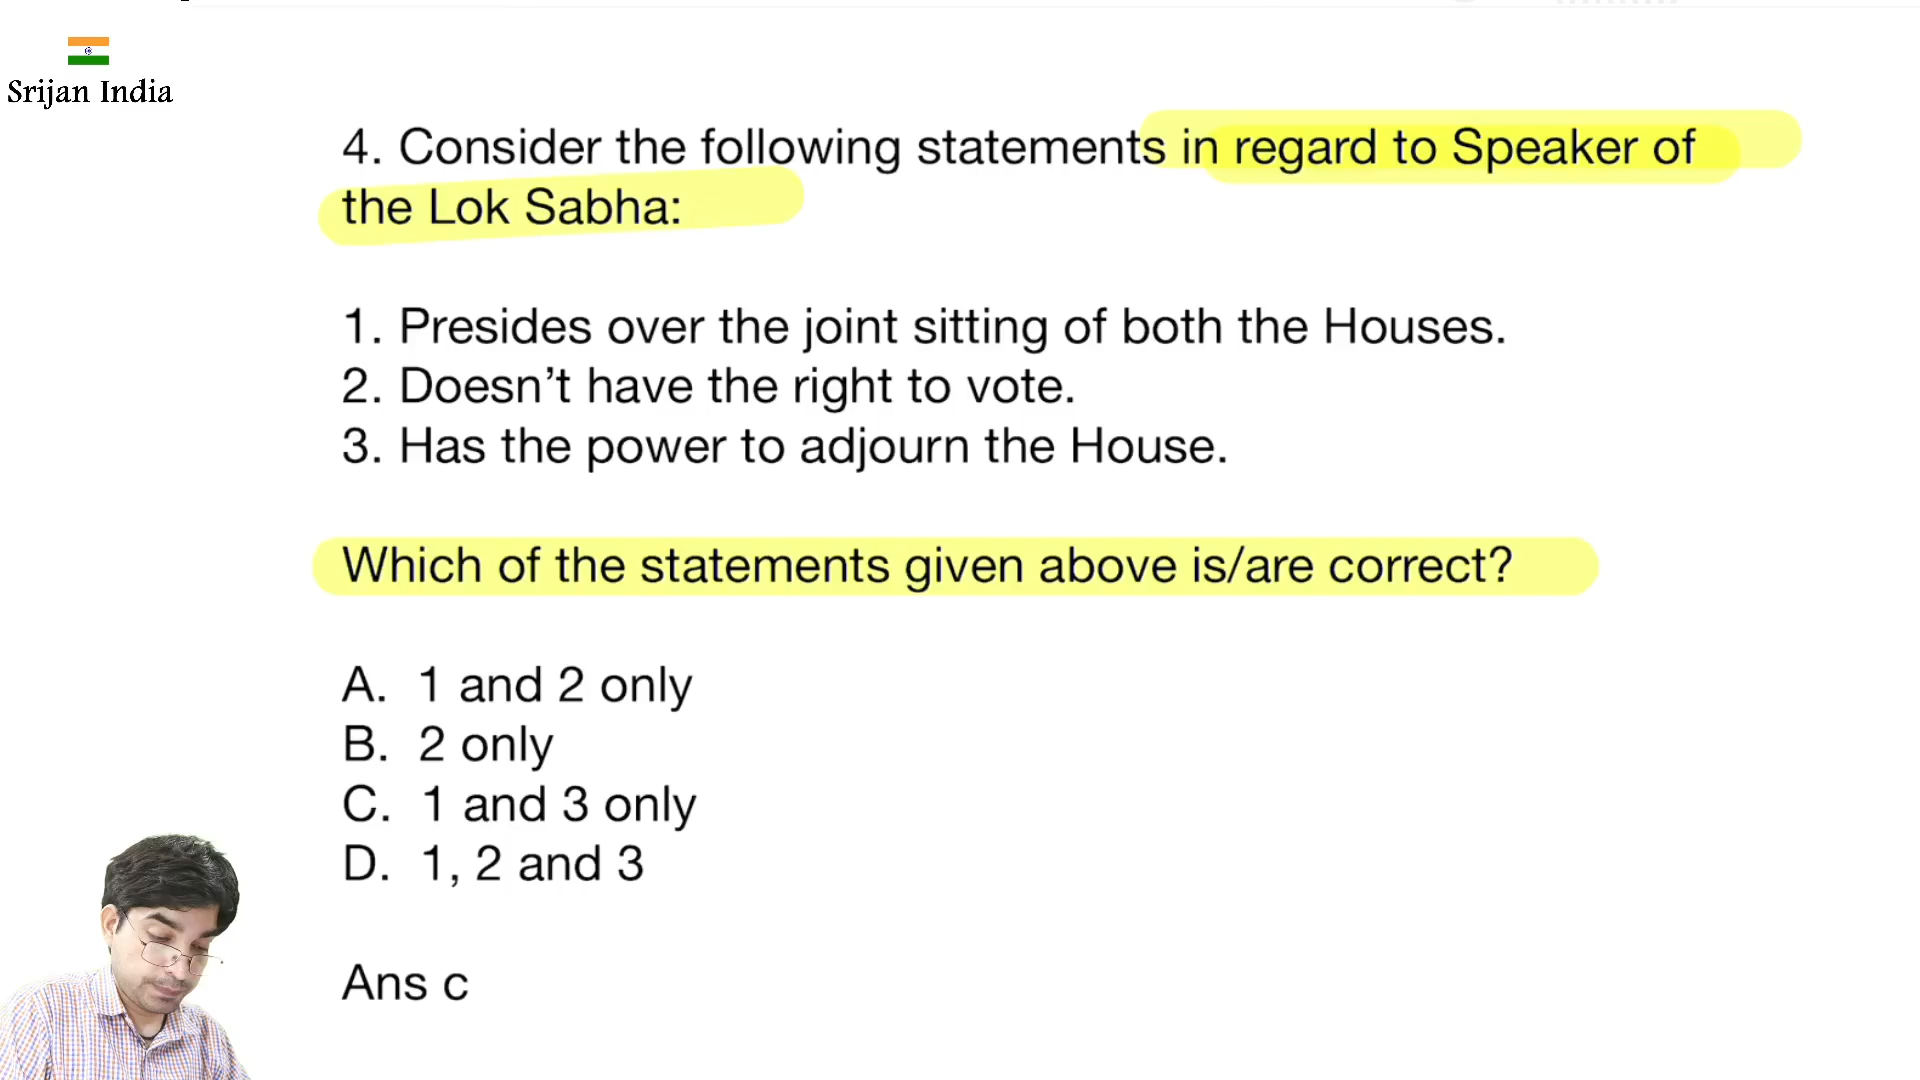 Srijan India
4. Consider the following statements in regard to Speaker of
the Lok Sabha:
1. Presides over the joint sitting of both the Houses.
2. Doesn’t have the right to vote.
3. Has the power to adjourn the House.
Which of the statements given above is/are correct?
A. 1 and 2 only
B. 2 only
C. 1 and 3 only
D. 1, 2 and 3
Ans c